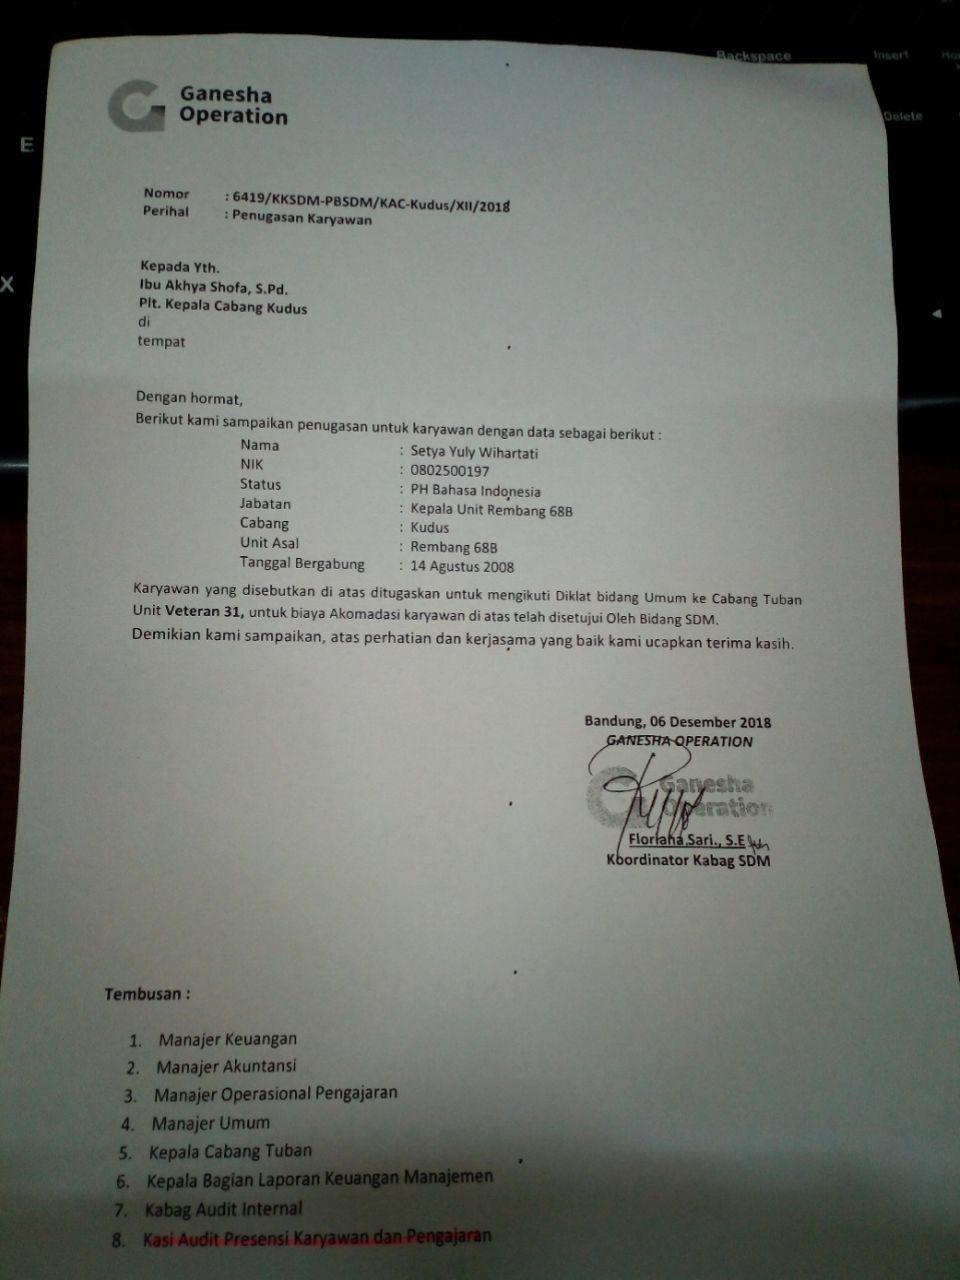 Backspace
Insert
Delete
E
X
Ganesha
Operation
Nomor : 6419/KKSDM-PBSDM/KAC-Kudus/XII/2018
Perihal : Penugasan Karyawan
Kepada Yth.
Ibu Akhya Shofa, S.Pd.
Plt. Kepala Cabang Kudus
di
tempat
Dengan hormat,
Berikut kami sampaikan penugasan untuk karyawan dengan data sebagai berikut :
Nama : Setya Yuly Wihartati
NIK : 0802500197
Status : PH Bahasa Indonesia
Jabatan : Kepala Unit Rembang 68B
Cabang : Kudus
Unit Asal : Rembang 68B
Tanggal Bergabung : 14 Agustus 2008
Karyawan yang disebutkan di atas ditugaskan untuk mengikuti Diklat bidang Umum ke Cabang Tuban
Unit Veteran 31, untuk biaya Akomadasi karyawan di atas telah disetujui Oleh Bidang SDM.
Demikian kami sampaikan, atas perhatian dan kerjasama yang baik kami ucapkan terima kasih.
Bandung, 06 Desember 2018
GANESHA OPERATION
Ganesha
Operation
Floriana Sari., S.E
Koordinator Kabag SDM
Tembusan :
1. Manajer Keuangan
2. Manajer Akuntansi
3. Manajer Operasional Pengajaran
4. Manajer Umum
5. Kepala Cabang Tuban
6. Kepala Bagian Laporan Keuangan Manajemen
7. Kabag Audit Internal
8. Kasi Audit Presensi Karyawan dan Pengajaran